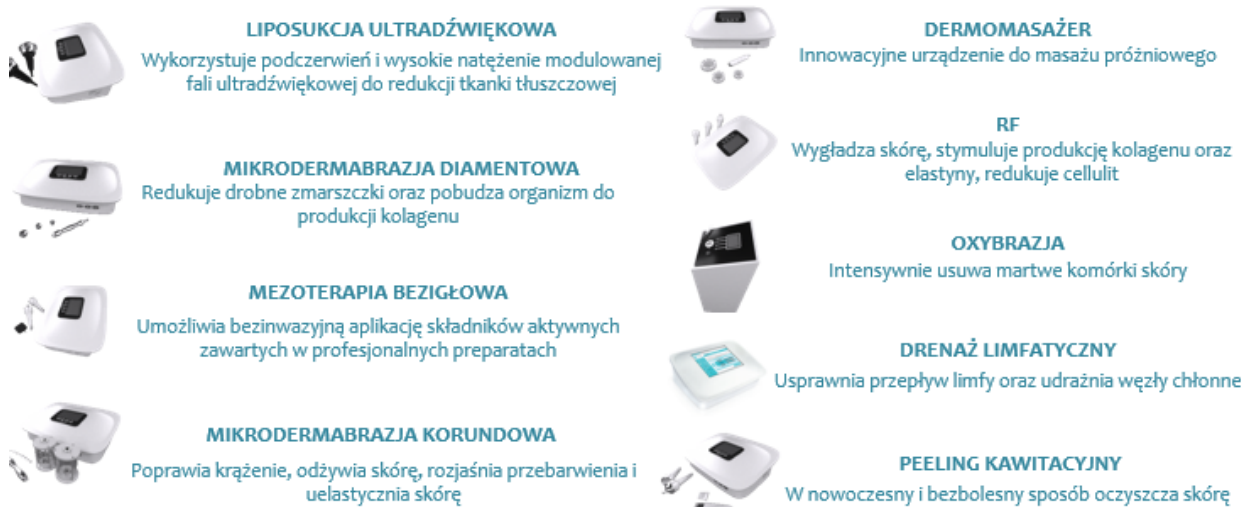 LIPOSUKCJA ULTRADŹWIĘKOWA
Wykorzystuje podczerwień i wysokie natężenie modulowanej
fali ultradźwiękowej do redukcji tkanki tłuszczowej
MIKRODERMABRAZJA DIAMENTOWA
Redukuje drobne zmarszczki oraz pobudza organizm do
produkcji kolagenu
MEZOTERAPIA BEZIGŁOWA
Umożliwia bezinwazyjną aplikację składników aktywnych
zawartych w profesjonalnych preparatach
MIKRODERMABRAZJA KORUNDOWA
Poprawia krążenie, odżywia skórę, rozjaśnia przebarwienia i
uelastycznia skórę
DERMOMASAŻER
Innowacyjne urządzenie do masażu próżniowego
RF
Wygładza skórę, stymuluje produkcję kolagenu oraz
elastyny, redukuje cellulit
OXYBRAZJA
Intensywnie usuwa martwe komórki skóry
DRENAŻ LIMFATYCZNY
Usprawnia przepływ limfy oraz udrażnia węzły chłonne
PEELING KAWITACYJNY
W nowoczesny i bezbolesny sposób oczyszcza skórę